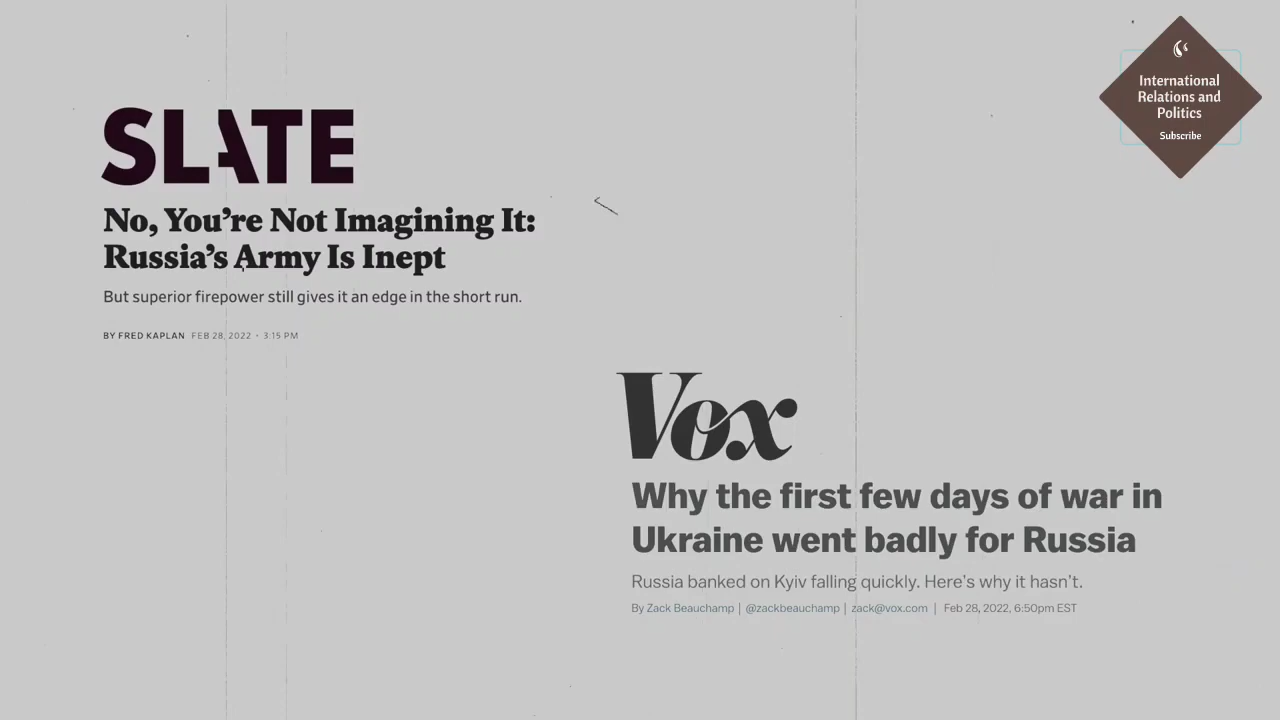 SLATE
No, You're Not Imagining It:
Russia's Army Is Inept
But superior firepower still gives it an edge in the short run.
BY FRED KAPLAN FEB 28, 2022 • 3:15 PM
International
Relations and
Politics
Subscribe
Vox
Why the first few days of war in
Ukraine went badly for Russia
Russia banked on Kyiv falling quickly. Here's why it hasn't.
By Zack Beauchamp | @zackbeauchamp | zack@vox.com | Feb 28, 2022, 6:50pm EST